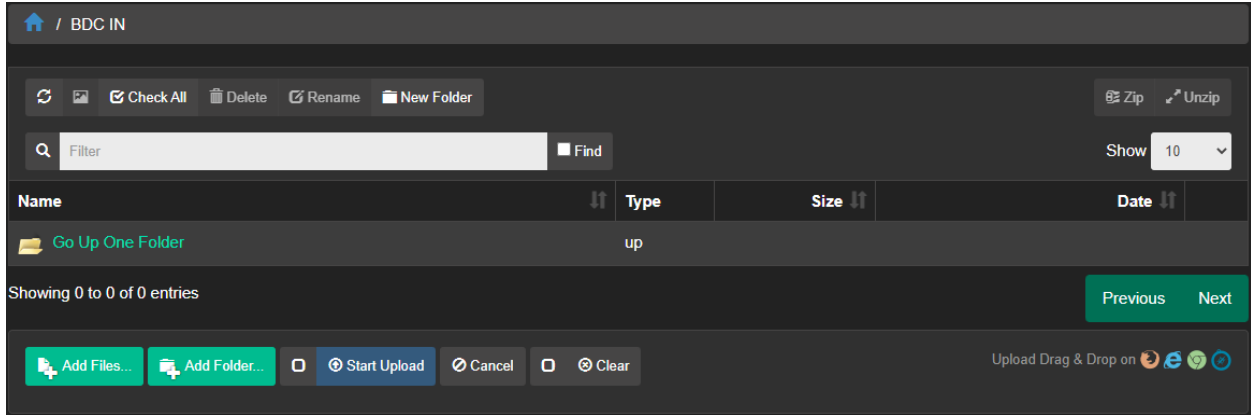 / BDC IN
Check All Delete Rename New Folder Zip Unzip
Filter Find Show 10
Name Type Size Date
Go Up One Folder up
Showing 0 to 0 of 0 entries Previous Next
Add Files... Add Folder... Start Upload Cancel Clear Upload Drag & Drop on